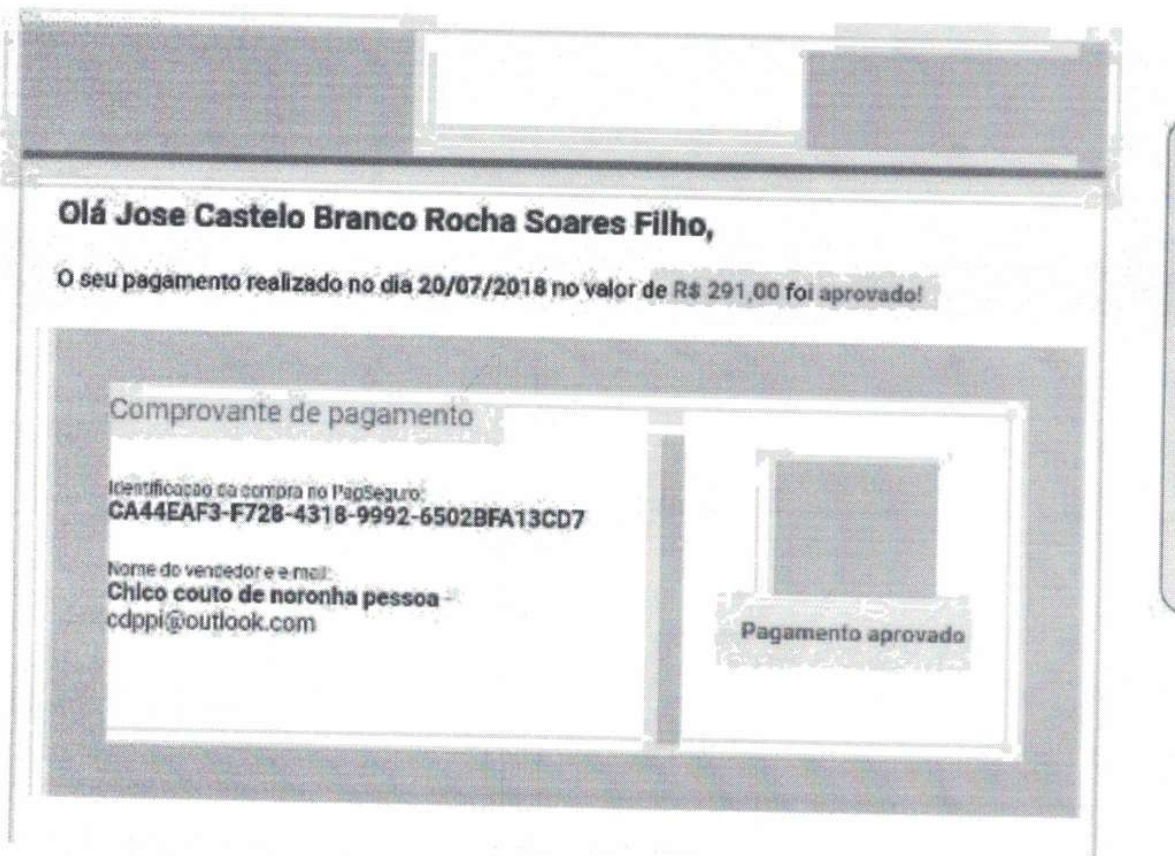 Olá Jose Castelo Branco Rocha Soares Filho,
O seu pagamento realizado no dia 20/07/2018 no valor de R$ 291,00 foi aprovado!
Comprovante de pagamento
Identificacao da compra no PagSeguro:
CA44EAF3-F728-4318-9992-6502BFA13CD7
Nome do vencedor e e-mail:
Chico couto de noronha pessoa -
cdppi@outlook.com
Pagamento aprovado